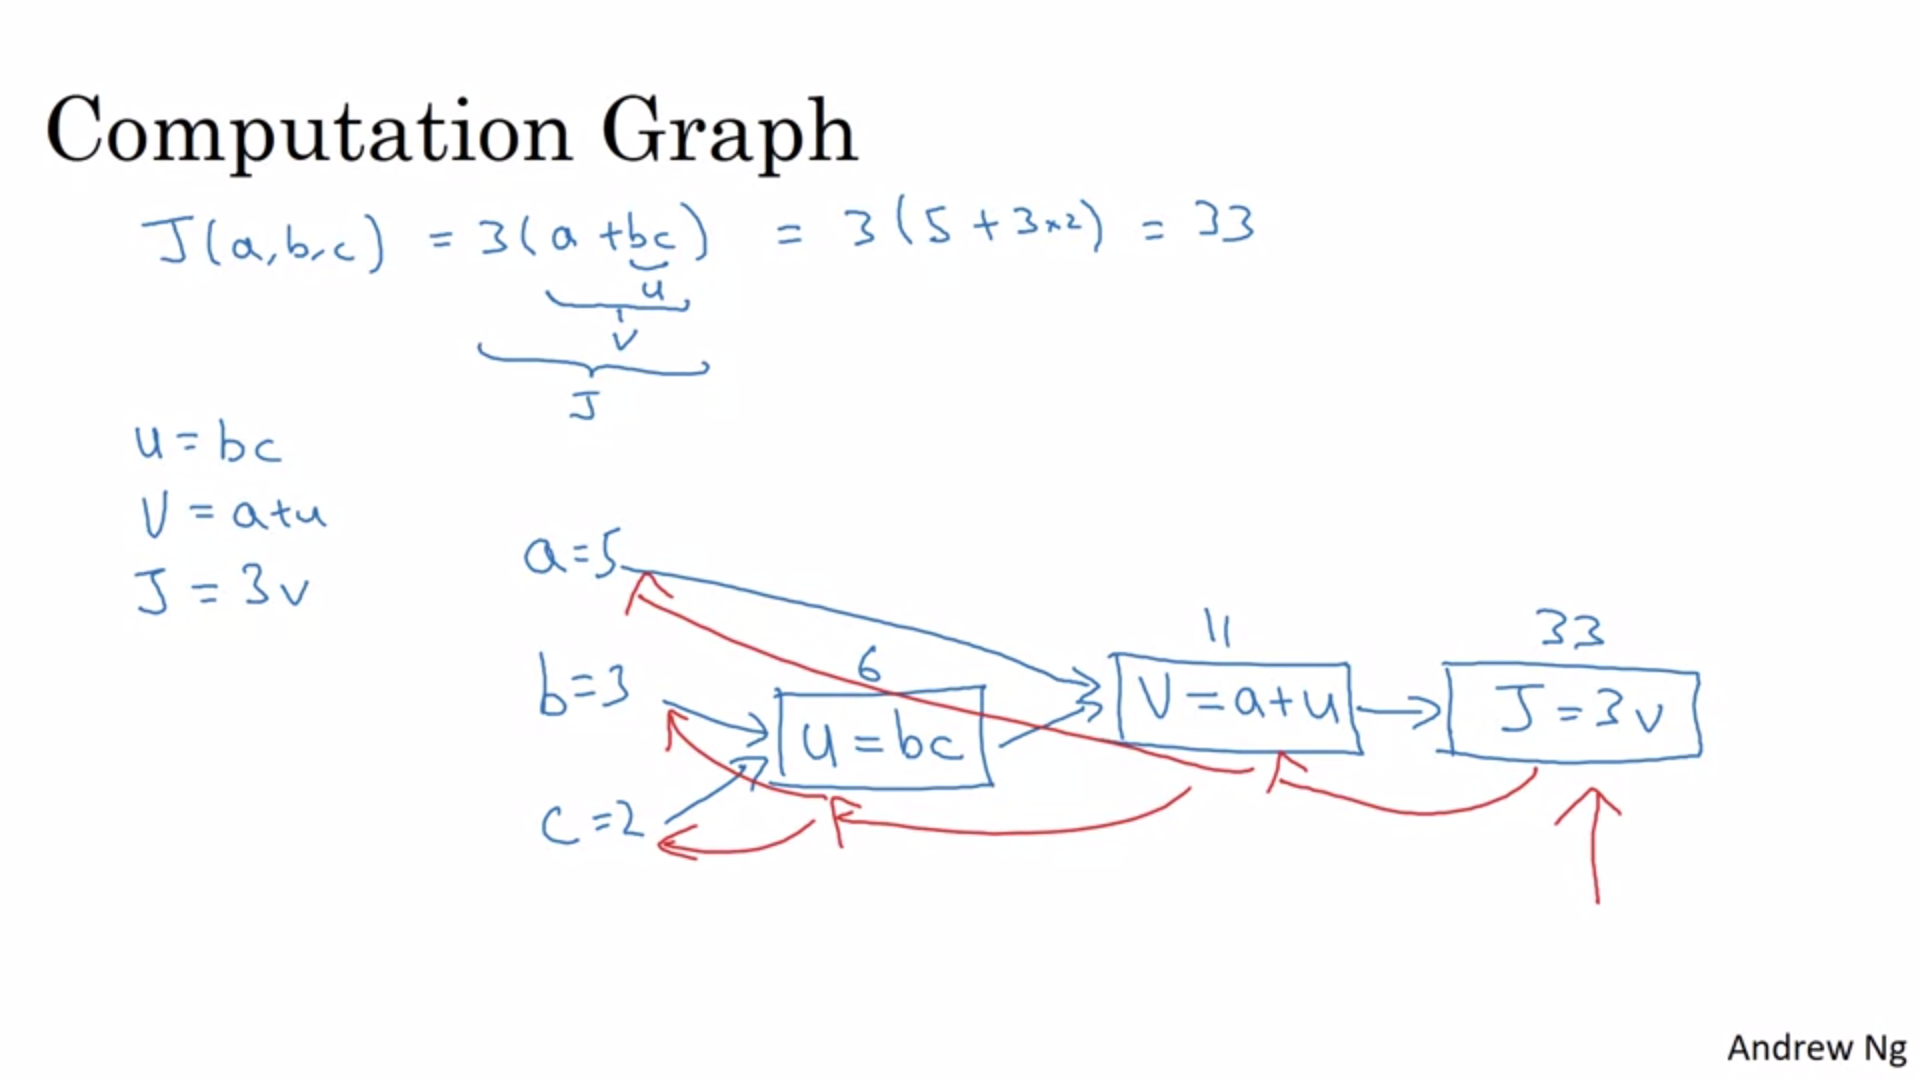 Computation Graph
J(a,b,c) = 3(a+bc) = 3(5+3×2) = 33
u
v
J
u = bc
V = a+u
J = 3v
a=5
11
33
6
b=3
V = a+u
J = 3v
u = bc
c=2
Andrew Ng